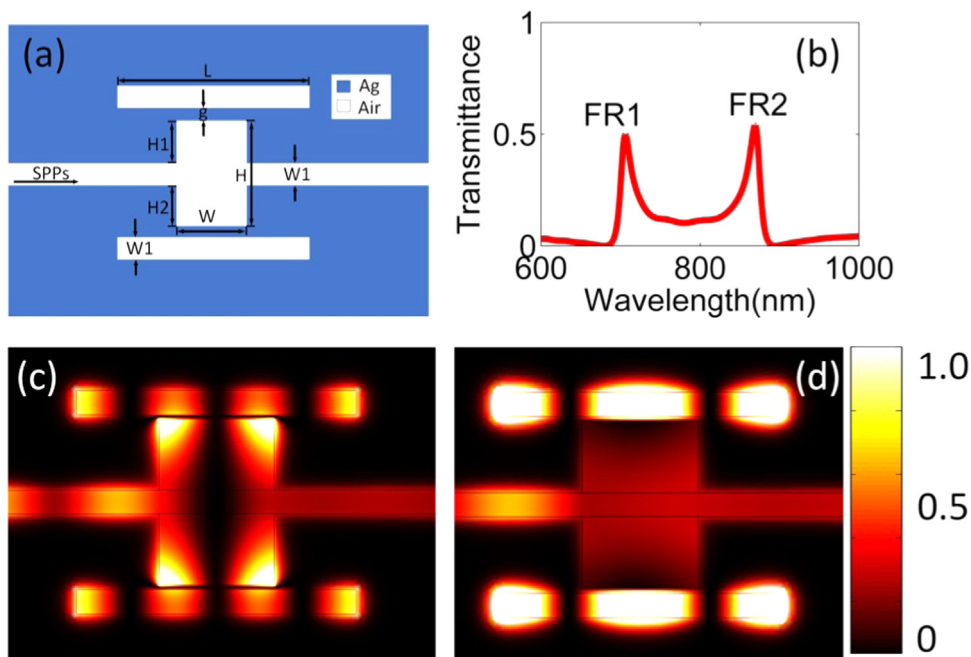 (a)
L
g
H1
H
W1
SPPs
H2
W
W1
Ag
Air
(b)
Transmittance
1
0.5
0
FR1
FR2
600
800
1000
Wavelength(nm)
(c)
(d)
1.0
0.5
0